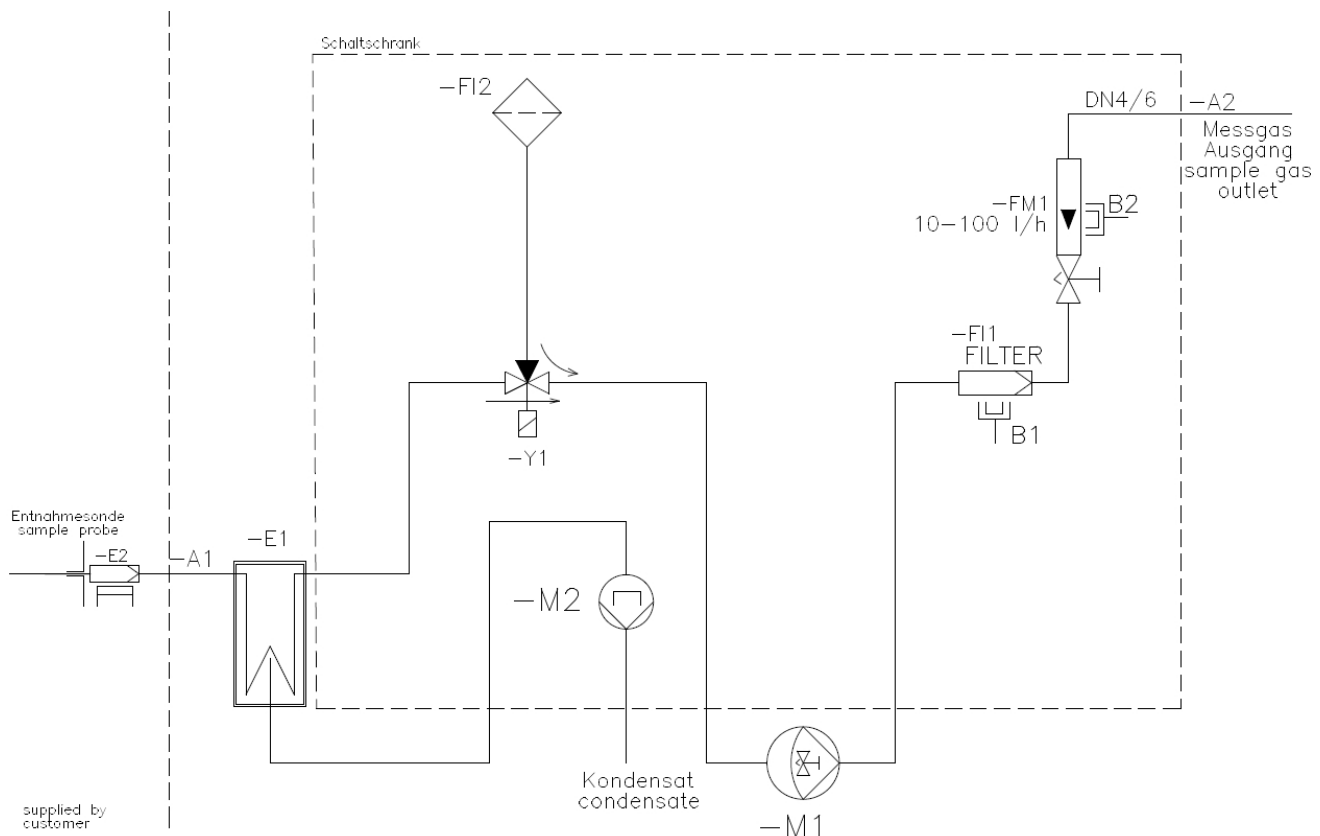 Schaltschrank
-FI2
DN4/6
-A2
Messgas
Ausgang
sample gas
outlet
-FM1
10-100 l/h
B2
-FI1
FILTER
B1
-Y1
Entnahmesonde
sample probe
-E2
-A1
-E1
-M2
Kondensat
condensate
-M1
supplied by
customer